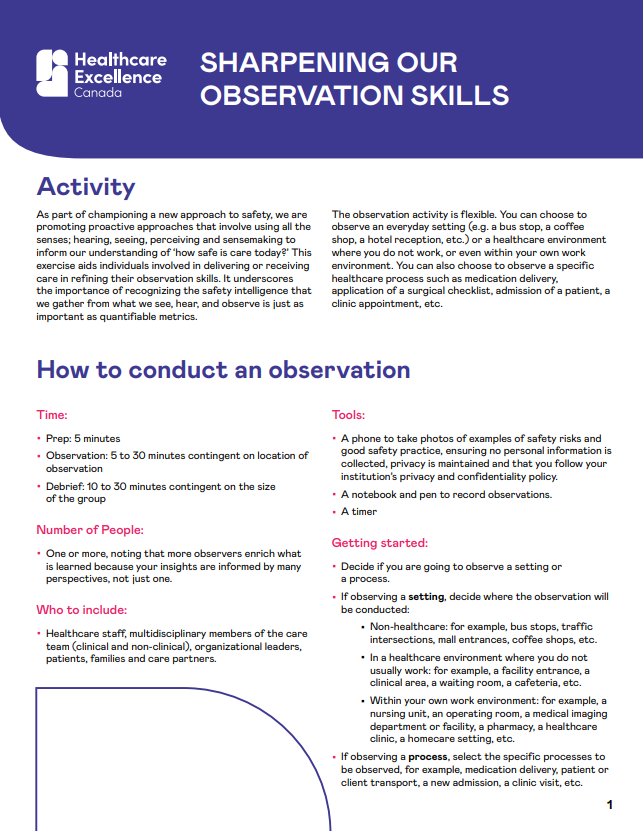 Healthcare
Excellence
Canada
SHARPENING OUR
OBSERVATION SKILLS
Activity
As part of championing a new approach to safety, we are
promoting proactive approaches that involve using all the
senses; hearing, seeing, perceiving and sensemaking to
inform our understanding of ‘how safe is care today?’ This
exercise aids individuals involved in delivering or receiving
care in refining their observation skills. It underscores
the importance of recognizing the safety intelligence that
we gather from what we see, hear, and observe is just as
important as quantifiable metrics.
The observation activity is flexible. You can choose to
observe an everyday setting (e.g. a bus stop, a coffee
shop, a hotel reception, etc.) or a healthcare environment
where you do not work, or even within your own work
environment. You can also choose to observe a specific
healthcare process such as medication delivery,
application of a surgical checklist, admission of a patient, a
clinic appointment, etc.
How to conduct an observation
Time:
• Prep: 5 minutes
• Observation: 5 to 30 minutes contingent on location of
observation
• Debrief: 10 to 30 minutes contingent on the size
of the group
Number of People:
• One or more, noting that more observers enrich what
is learned because your insights are informed by many
perspectives, not just one.
Who to include:
• Healthcare staff, multidisciplinary members of the care
team (clinical and non-clinical), organizational leaders,
patients, families and care partners.
Tools:
• A phone to take photos of examples of safety risks and
good safety practice, ensuring no personal information is
collected, privacy is maintained and that you follow your
institution’s privacy and confidentiality policy.
• A notebook and pen to record observations.
• A timer
Getting started:
• Decide if you are going to observe a setting or
a process.
• If observing a setting, decide where the observation will
be conducted:
• Non-healthcare: for example, bus stops, traffic
intersections, mall entrances, coffee shops, etc.
• In a healthcare environment where you do not
usually work: for example, a facility entrance, a
clinical area, a waiting room, a cafeteria, etc.
• Within your own work environment: for example, a
nursing unit, an operating room, a medical imaging
department or facility, a pharmacy, a healthcare
clinic, a homecare setting, etc.
• If observing a process, select the specific processes to
be observed, for example, medication delivery, patient or
client transport, a new admission, a clinic visit, etc.
1